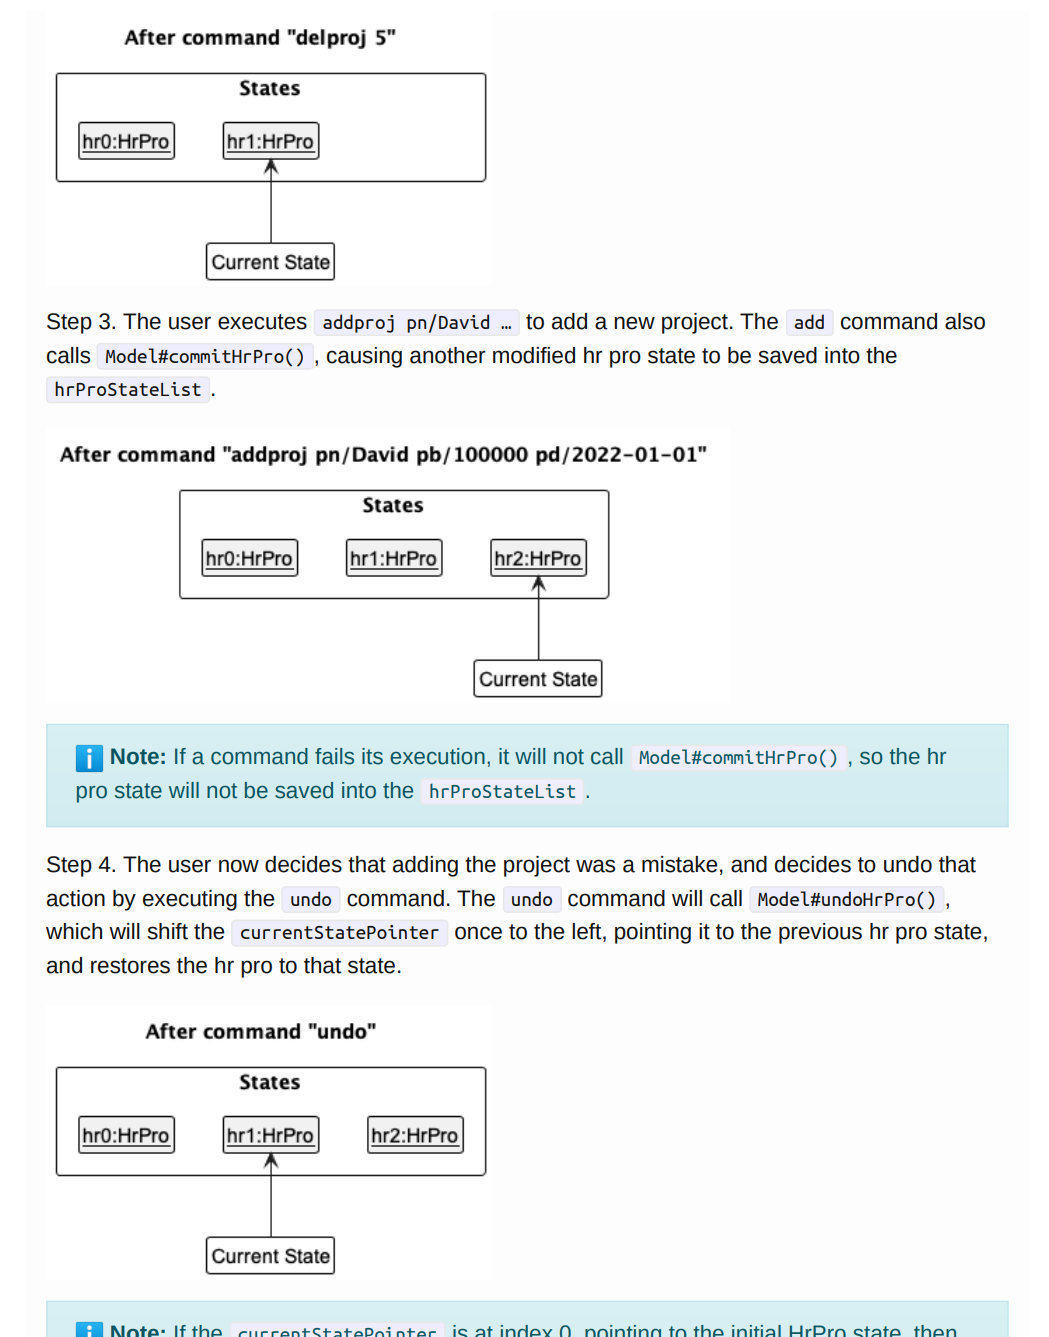 After command "delproj 5"
States
hr0:HrPro hr1:HrPro
Current State
Step 3. The user executes addproj pn/David … to add a new project. The add command also
calls Model#commitHrPro() , causing another modified hr pro state to be saved into the
hrProStateList .
After command "addproj pn/David pb/100000 pd/2022-01-01"
States
hr0:HrPro hr1:HrPro hr2:HrPro
Current State
Note: If a command fails its execution, it will not call Model#commitHrPro() , so the hr
pro state will not be saved into the hrProStateList .
Step 4. The user now decides that adding the project was a mistake, and decides to undo that
action by executing the undo command. The undo command will call Model#undoHrPro() ,
which will shift the currentStatePointer once to the left, pointing it to the previous hr pro state,
and restores the hr pro to that state.
After command "undo"
States
hr0:HrPro hr1:HrPro hr2:HrPro
Current State
Note: If the currentStatePointer is at index 0, pointing to the initial HrPro state, then